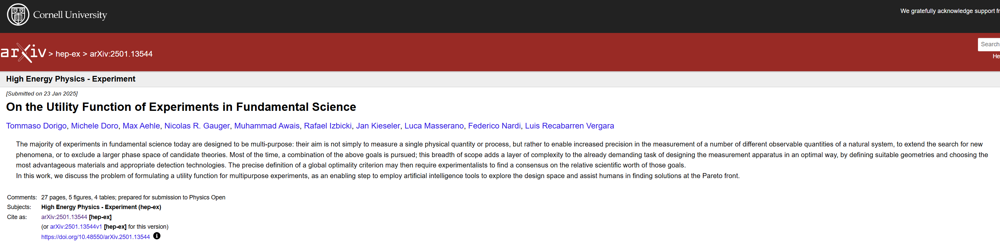 Cornell University
We gratefully acknowledge support fr
arXiv > hep-ex > arXiv:2501.13544
Search
He
High Energy Physics - Experiment
[Submitted on 23 Jan 2025]
On the Utility Function of Experiments in Fundamental Science
Tommaso Dorigo, Michele Doro, Max Aehle, Nicolas R. Gauger, Muhammad Awais, Rafael Izbicki, Jan Kieseler, Luca Masserano, Federico Nardi, Luis Recabarren Vergara
The majority of experiments in fundamental science today are designed to be multi-purpose: their aim is not simply to measure a single physical quantity or process, but rather to enable increased precision in the measurement of a number of different observable quantities of a natural system, to extend the search for new
phenomena, or to exclude a larger phase space of candidate theories. Most of the time, a combination of the above goals is pursued; this breadth of scope adds a layer of complexity to the already demanding task of designing the measurement apparatus in an optimal way, by defining suitable geometries and choosing the
most advantageous materials and appropriate detection technologies. The precise definition of a global optimality criterion may then require experimentalists to find a consensus on the relative scientific worth of those goals.
In this work, we discuss the problem of formulating a utility function for multipurpose experiments, as an enabling step to employ artificial intelligence tools to explore the design space and assist humans in finding solutions at the Pareto front.
Comments: 27 pages, 5 figures, 4 tables; prepared for submission to Physics Open
Subjects: High Energy Physics - Experiment (hep-ex)
Cite as: arXiv:2501.13544 [hep-ex]
(or arXiv:2501.13544v1 [hep-ex] for this version)
https://doi.org/10.48550/arXiv.2501.13544